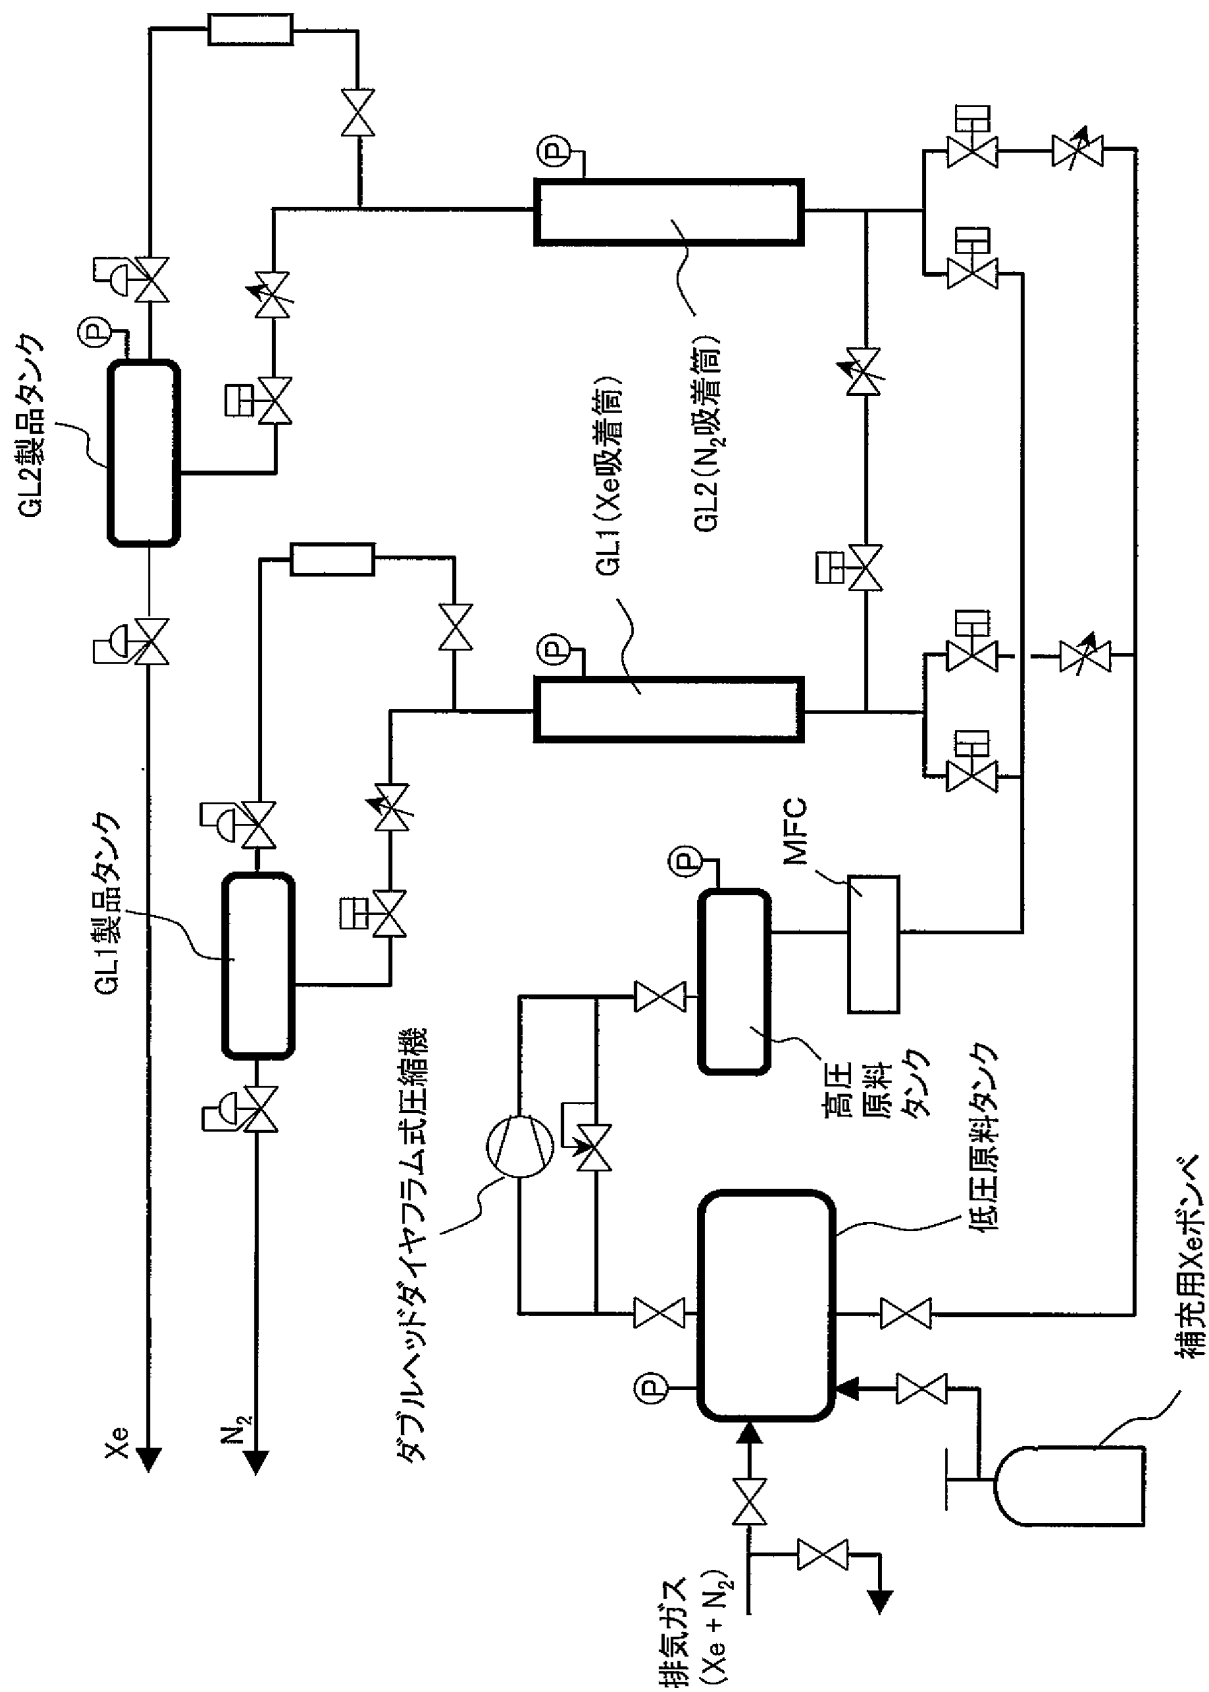 GL2製品タンク
P
GL1製品タンク
Xe
N₂
ダブルヘッドダイヤフラム式圧縮機
P
GL1(Xe吸着筒)
P
GL2(N₂吸着筒)
P
MFC
高圧
原料
タンク
低圧原料タンク
P
補充用Xeボンベ
排気ガス
(Xe + N₂)